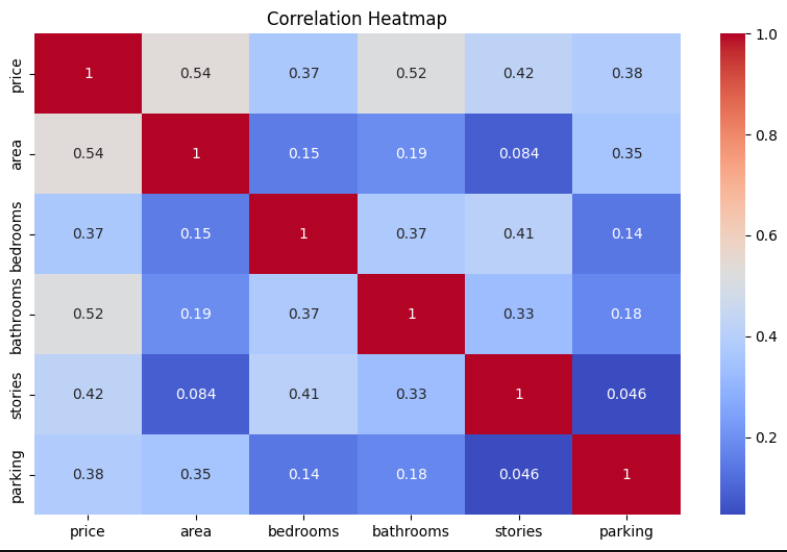 Correlation Heatmap
price 1 0.54 0.37 0.52 0.42 0.38
area 0.54 1 0.15 0.19 0.084 0.35
bedrooms 0.37 0.15 1 0.37 0.41 0.14
bathrooms 0.52 0.19 0.37 1 0.33 0.18
stories 0.42 0.084 0.41 0.33 1 0.046
parking 0.38 0.35 0.14 0.18 0.046 1
price area bedrooms bathrooms stories parking
1.0
0.8
0.6
0.4
0.2